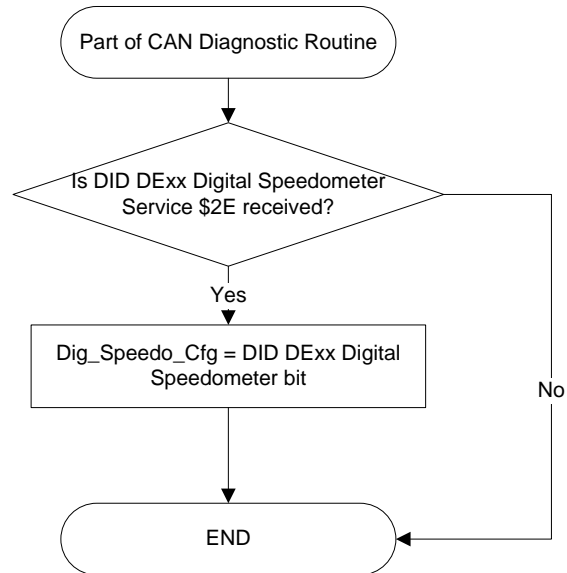 Part of CAN Diagnostic Routine
Is DID DExx Digital Speedometer
Service $2E received?
Yes
Dig_Speedo_Cfg = DID DExx Digital
Speedometer bit
No
END